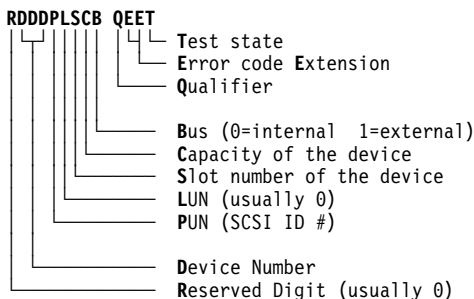 RDDDPLSCB QEET
Test state
Error code Extension
Qualifier
Bus (0=internal 1=external)
Capacity of the device
Slot number of the device
LUN (usually 0)
PUN (SCSI ID #)
Device Number
Reserved Digit (usually 0)